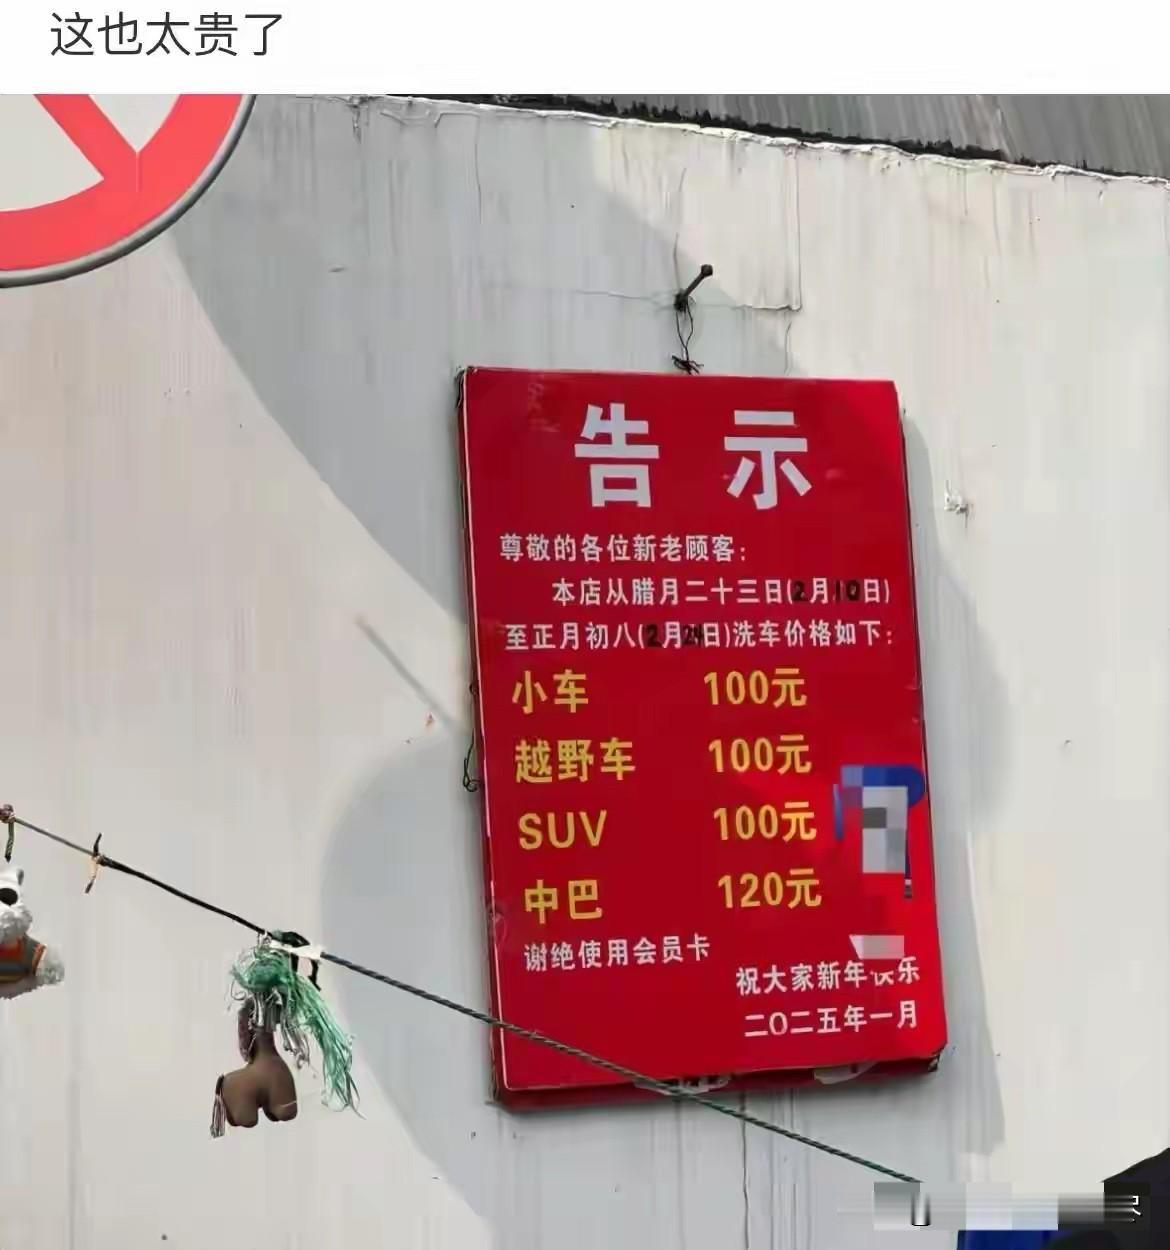 这也太贵了
告示
尊敬的各位新老顾客：
本店从腊月二十三日(2月10日)
至正月初八(2月24日)洗车价格如下：
小车 100元
越野车 100元
SUV 100元
中巴 120元
谢绝使用会员卡
祝大家新年快乐
二〇二五年一月